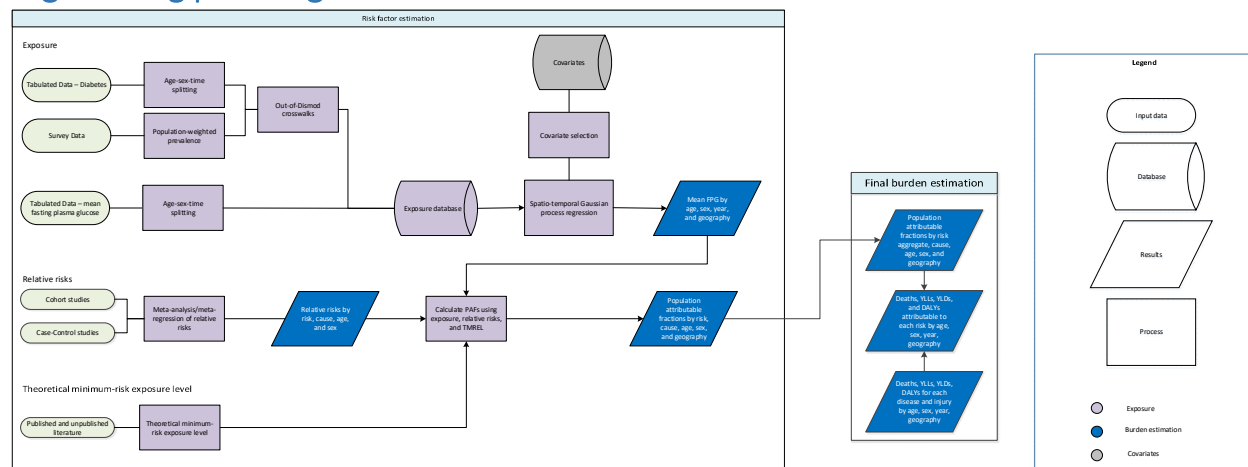 Risk factor estimation
Exposure
Tabulated Data – Diabetes
Age-sex-time
splitting
Survey Data
Population-weighted
prevalence
Out-of-Dismod
crosswalks
Tabulated Data – mean
fasting plasma glucose
Age-sex-time
splitting
Exposure database
Covariates
Covariate selection
Spatio-temporal Gaussian
process regression
Mean FPG by
age, sex, year,
and geography
Relative risks
Cohort studies
Case-Control studies
Meta-analysis/meta-
regression of relative
risks
Relative risks by
risk, cause, age,
and sex
Calculate PAFs using
exposure, relative risks,
and TMREL
Population
attributable
fractions by risk,
cause, age, sex,
and geography
Theoretical minimum-risk exposure level
Published and unpublished
literature
Theoretical minimum-
risk exposure level
Final burden estimation
Population
attributable
fractions by risk
aggregate, cause,
age, sex, and
geography
Deaths, YLLs, YLDs,
and DALYs
attributable to
each risk by age,
sex, year,
geography
Deaths, YLLs, YLDs,
DALYs for each
disease and injury
by age, sex, year,
geography
Legend
Input data
Database
Results
Process
Exposure
Burden estimation
Covariates